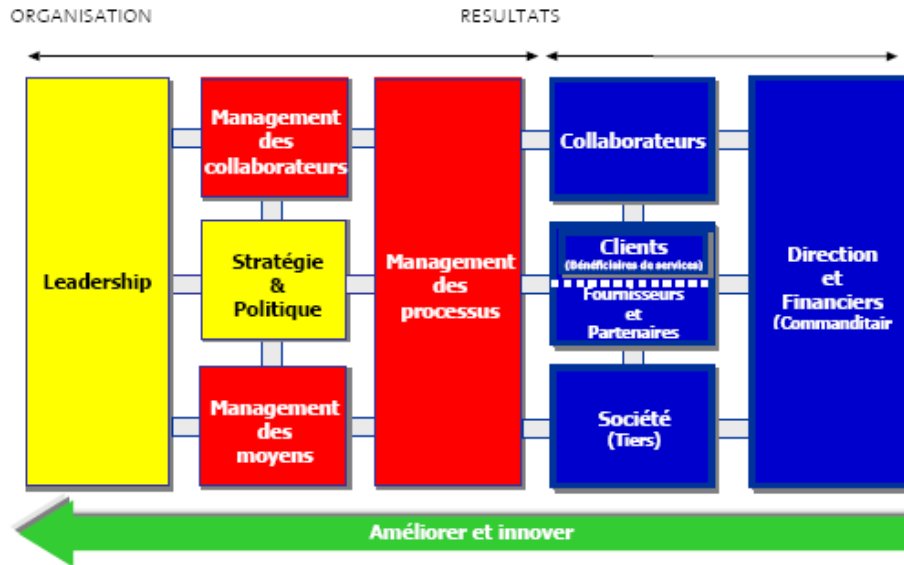 ORGANISATION
RESULTATS
Leadership
Management
des
collaborateurs
Stratégie
&
Politique
Management
des
moyens
Management
des
processus
Collaborateurs
Clients
(Bénéficiaires de services)
Fournisseurs
et
Partenaires
Société
(Tiers)
Direction
et
Financiers
(Commanditair
Améliorer et innover